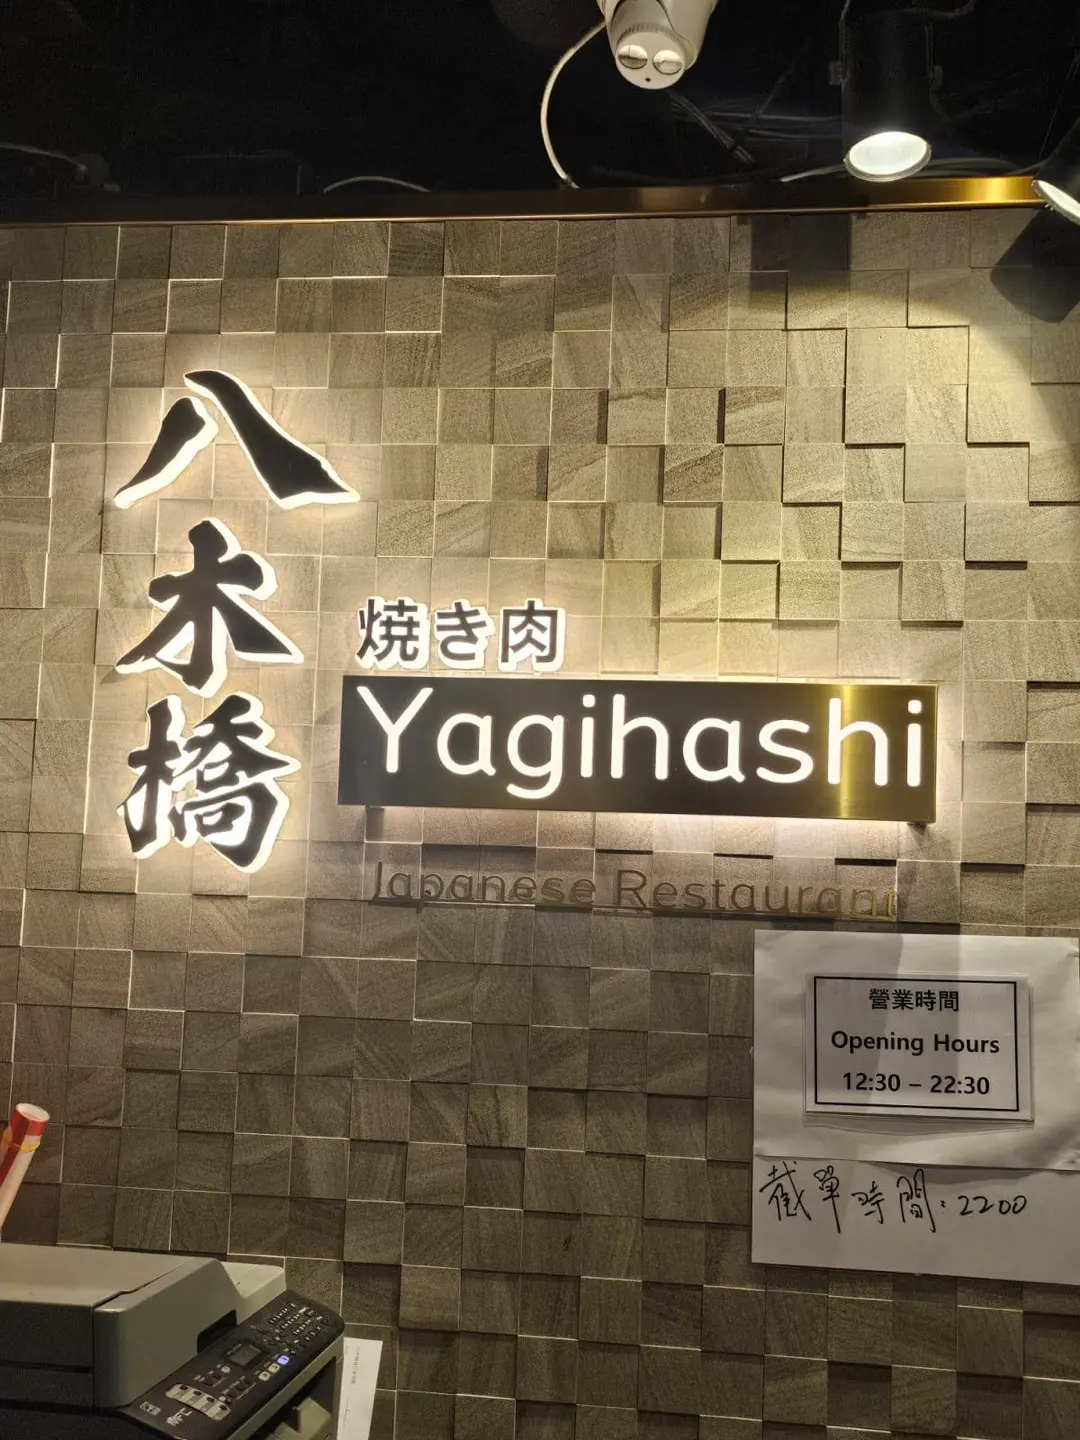 八木橋
焼き肉
Yagihashi
Japanese Restaurant
營業時間
Opening Hours
12:30 – 22:30
截單時間：2200